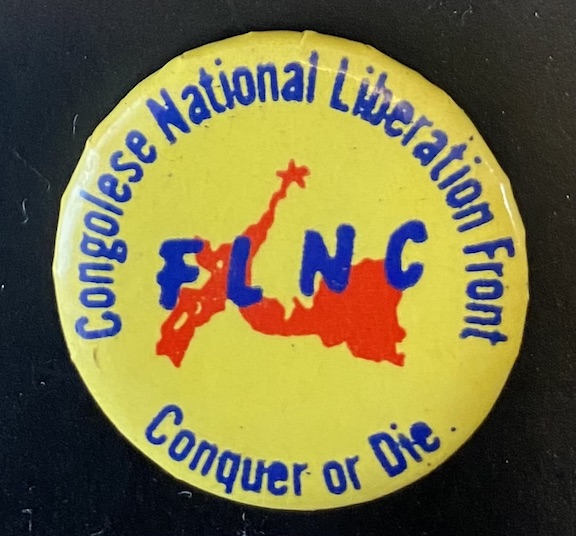 Congolese National Liberation Front
FLNC
Conquer or Die.